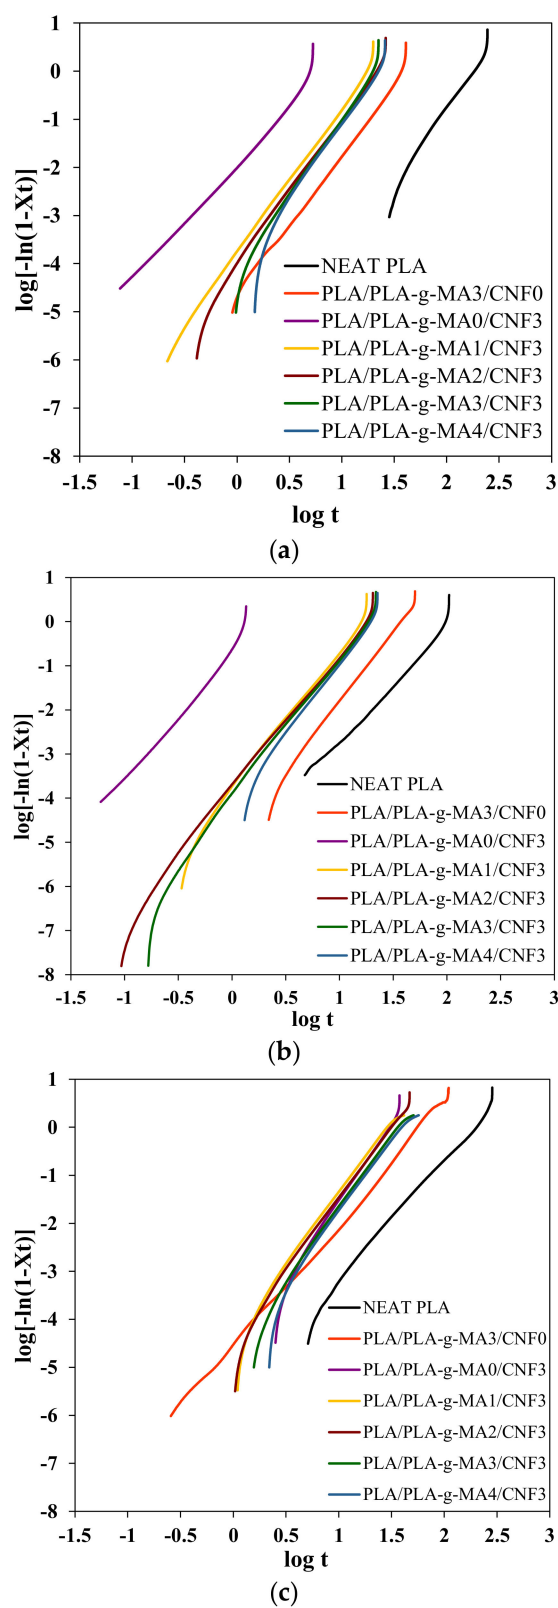 1
0
-1
-2
-3
-4
-5
-6
-7
-8
log[-ln(1-Xt)]
NEAT PLA
PLA/PLA-g-MA3/CNF0
PLA/PLA-g-MA0/CNF3
PLA/PLA-g-MA1/CNF3
PLA/PLA-g-MA2/CNF3
PLA/PLA-g-MA3/CNF3
PLA/PLA-g-MA4/CNF3
-1.5 -1 -0.5 0 0.5 1 1.5 2 2.5 3
log t
(a)
1
0
-1
-2
-3
-4
-5
-6
-7
-8
log[-ln(1-Xt)]
NEAT PLA
PLA/PLA-g-MA3/CNF0
PLA/PLA-g-MA0/CNF3
PLA/PLA-g-MA1/CNF3
PLA/PLA-g-MA2/CNF3
PLA/PLA-g-MA3/CNF3
PLA/PLA-g-MA4/CNF3
-1.5 -1 -0.5 0 0.5 1 1.5 2 2.5 3
log t
(b)
1
0
-1
-2
-3
-4
-5
-6
-7
-8
log[-ln(1-Xt)]
NEAT PLA
PLA/PLA-g-MA3/CNF0
PLA/PLA-g-MA0/CNF3
PLA/PLA-g-MA1/CNF3
PLA/PLA-g-MA2/CNF3
PLA/PLA-g-MA3/CNF3
PLA/PLA-g-MA4/CNF3
-1.5 -1 -0.5 0 0.5 1 1.5 2 2.5 3
log t
(c)